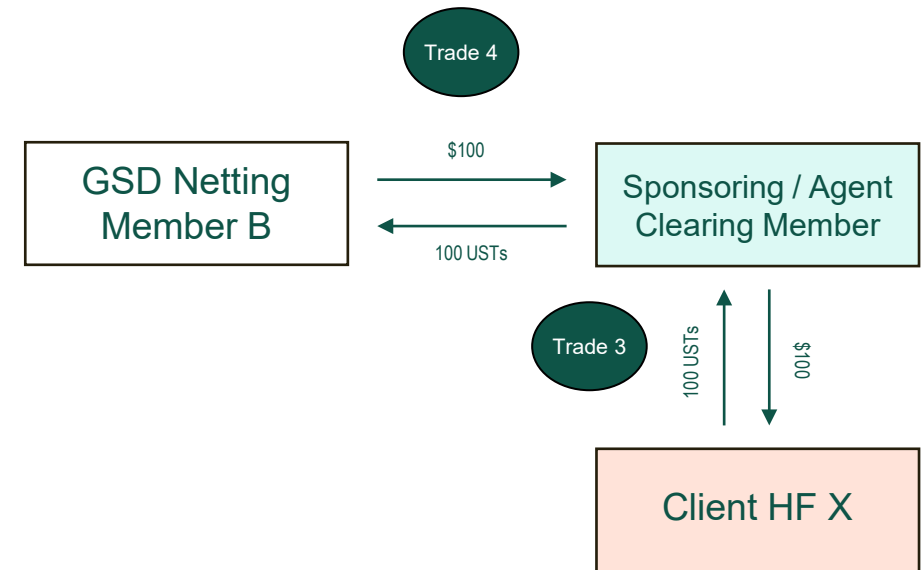 Trade 4
$100
GSD Netting
Member B
Sponsoring / Agent
Clearing Member
100 USTs
Trade 3
100 USTs
$100
Client HF X